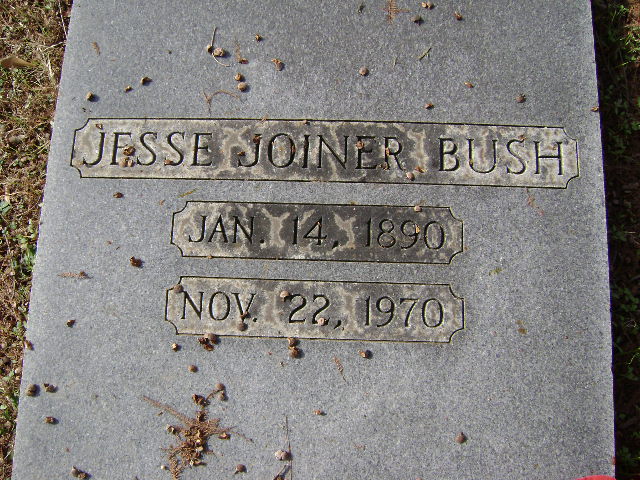 JESSE JOINER BUSH
JAN. 14, 1890
NOV. 22, 1970